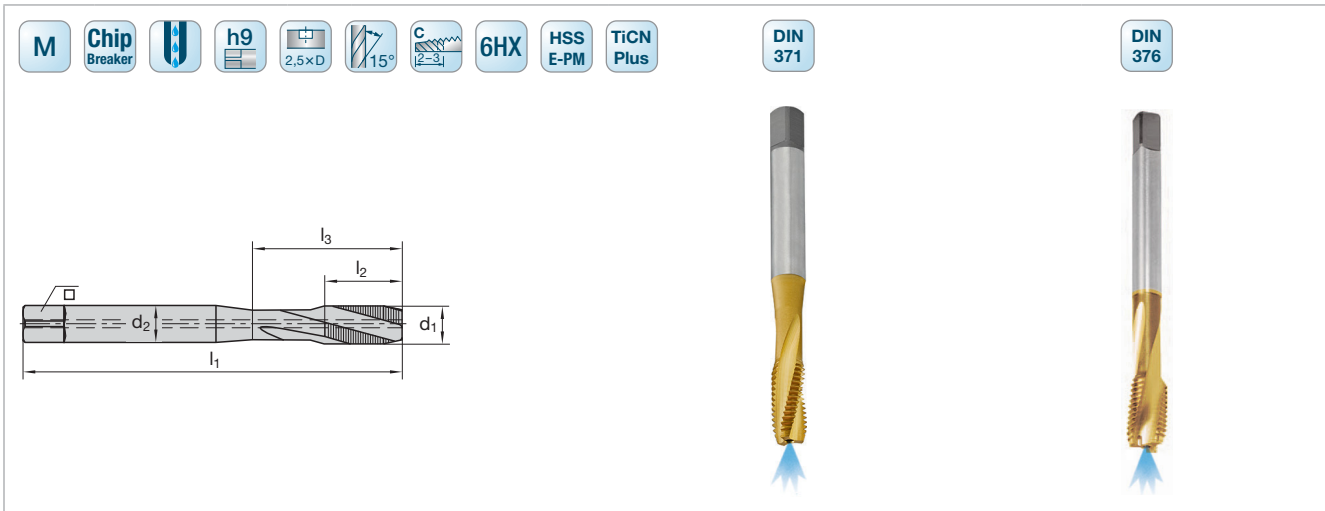 M
Chip
Breaker
h9
2,5×D
15°
C
2–3
6HX
HSS
E-PM
TiCN
Plus
DIN
371
DIN
376
l3
l2
d2
d1
l1